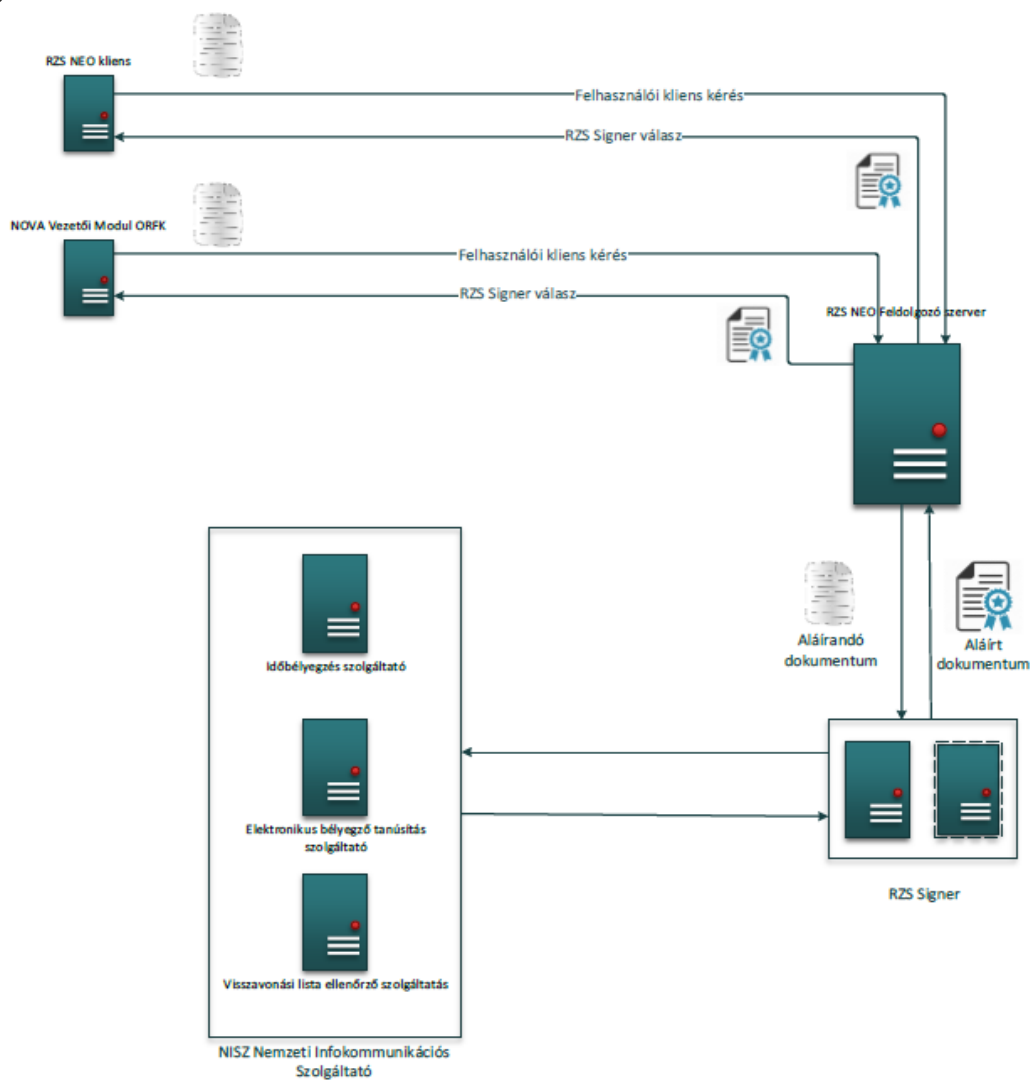 RZS NEO kliens
Felhasználói kliens kérés
RZS Signer válasz
NOVA Vezetői Modul ORFK
Felhasználói kliens kérés
RZS Signer válasz
RZS NEO Feldolgozó szerver
Aláírandó
dokumentum
Aláírt
dokumentum
Időbélyegzés szolgáltató
Elektronikus bélyegző tanúsítás
szolgáltató
Visszavonási lista ellenőrző szolgáltatás
RZS Signer
NISZ Nemzeti Infokommunikációs
Szolgáltató